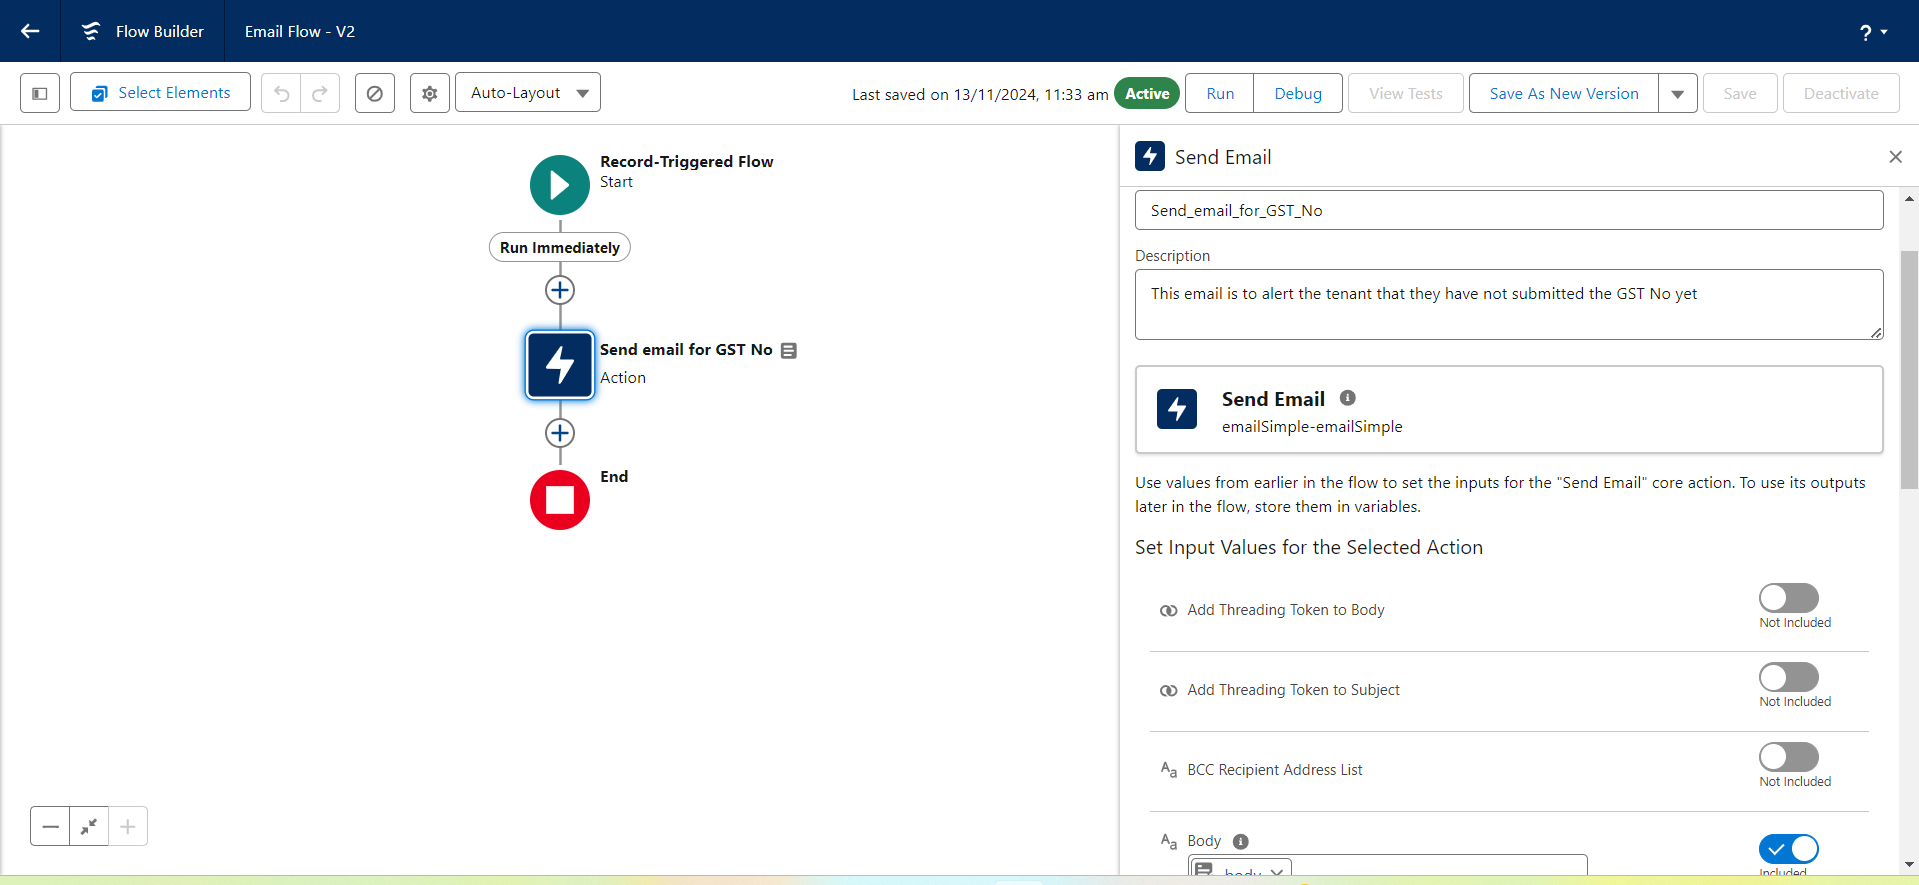 Flow Builder
Email Flow - V2
?
Select Elements
Auto-Layout
Last saved on 13/11/2024, 11:33 am
Active
Run
Debug
View Tests
Save As New Version
Save
Deactivate
Record-Triggered Flow
Start
Run Immediately
Send email for GST No
Action
End
Send Email
Send_email_for_GST_No
Description
This email is to alert the tenant that they have not submitted the GST No yet
Send Email
emailSimple-emailSimple
Use values from earlier in the flow to set the inputs for the "Send Email" core action. To use its outputs
later in the flow, store them in variables.
Set Input Values for the Selected Action
Add Threading Token to Body
Not Included
Add Threading Token to Subject
Not Included
Aa BCC Recipient Address List
Not Included
Aa Body
body
Included